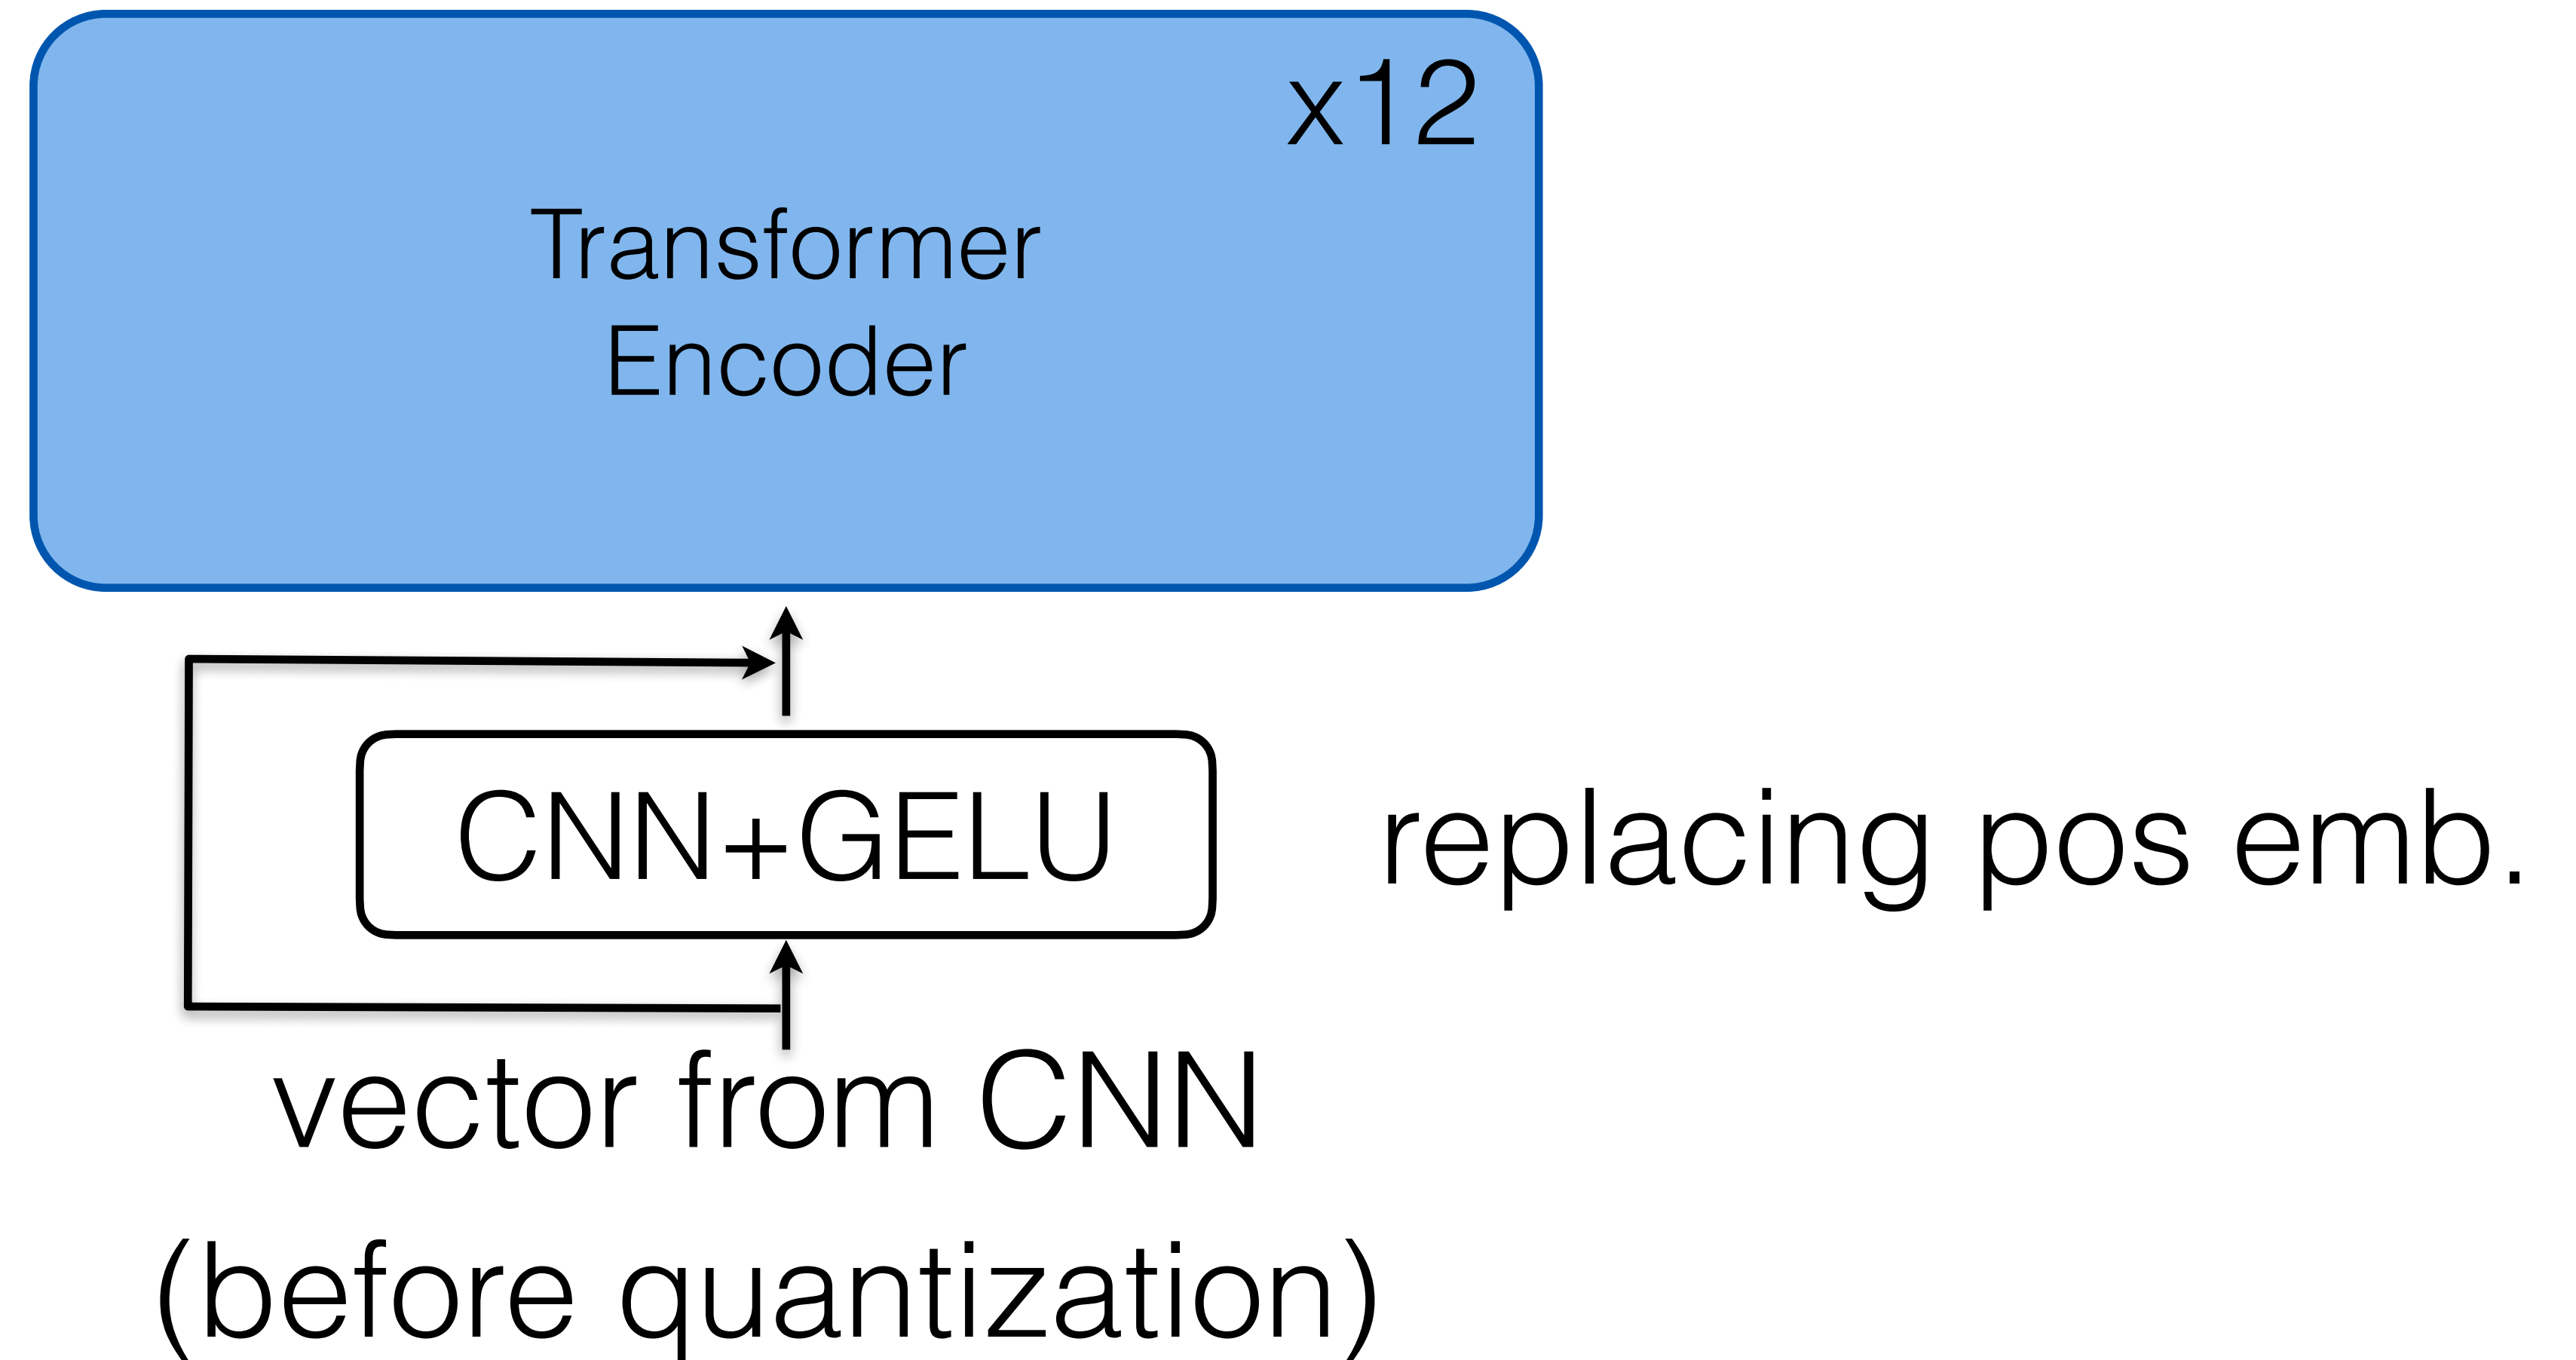 x12
Transformer
Encoder
CNN+GELU
replacing pos emb.
vector from CNN
(before quantization)